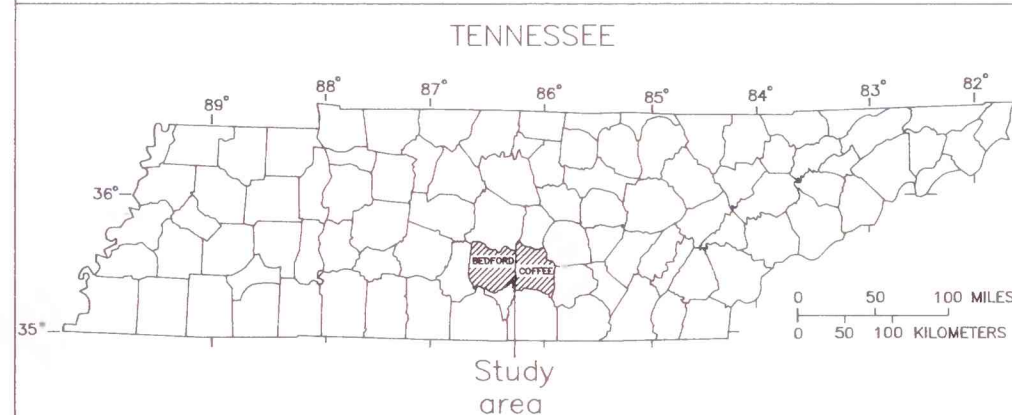 TENNESSEE
89° 88° 87° 86° 85° 84° 83° 82°
36°
BEDFORD
COFFEE
0 50 100 MILES
0 50 100 KILOMETERS
35°
Study
area